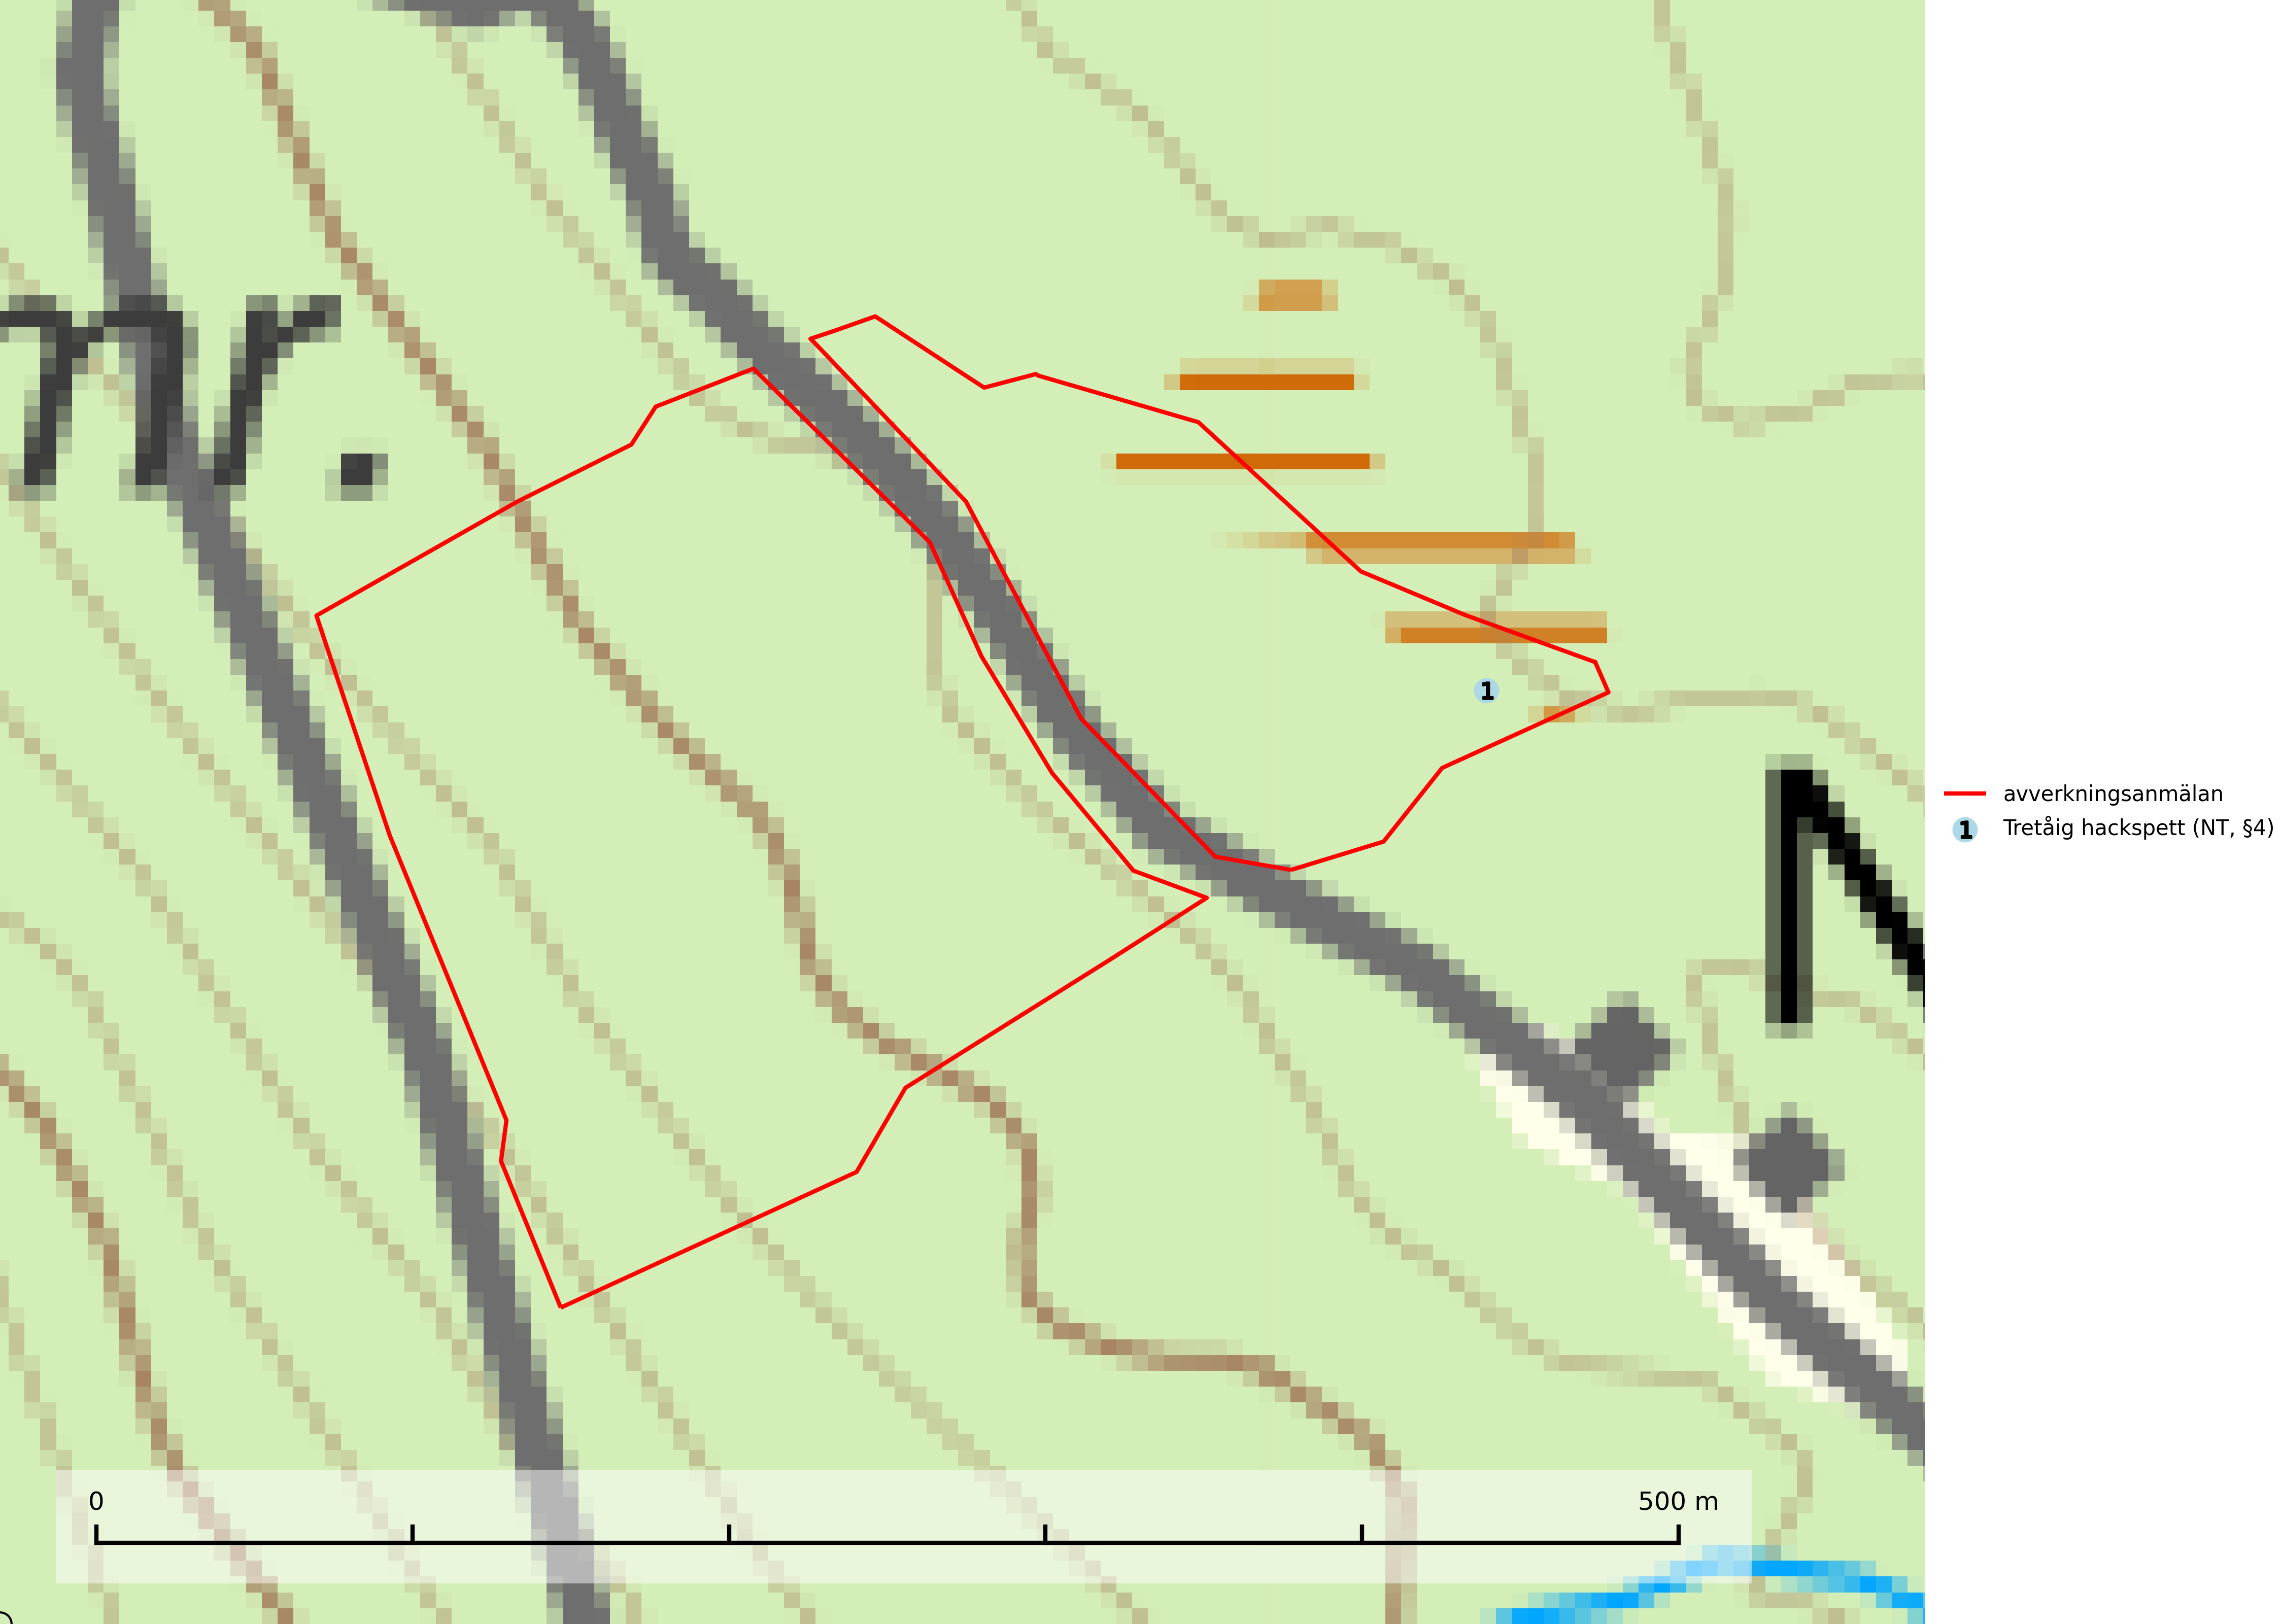 avverkningsanmälan
1 Tretåig hackspett (NT, §4)
1
0 500 m